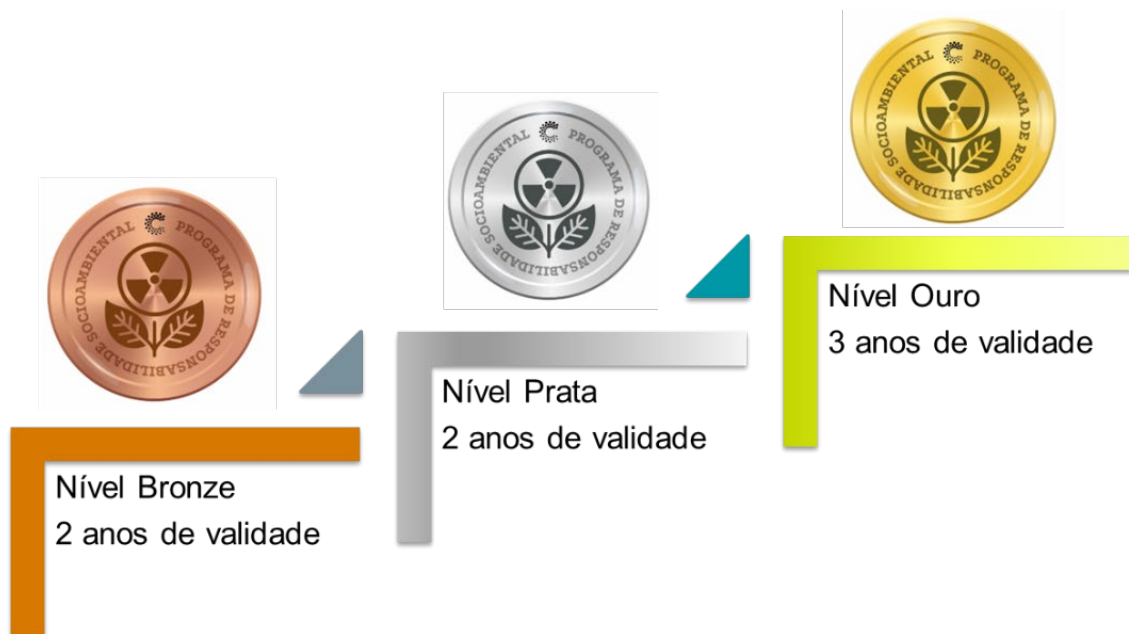 PROGRAMA DE RESPONSABILIDADE SOCIOAMBIENTAL
Nível Bronze
2 anos de validade
PROGRAMA DE RESPONSABILIDADE SOCIOAMBIENTAL
Nível Prata
2 anos de validade
PROGRAMA DE RESPONSABILIDADE SOCIOAMBIENTAL
Nível Ouro
3 anos de validade